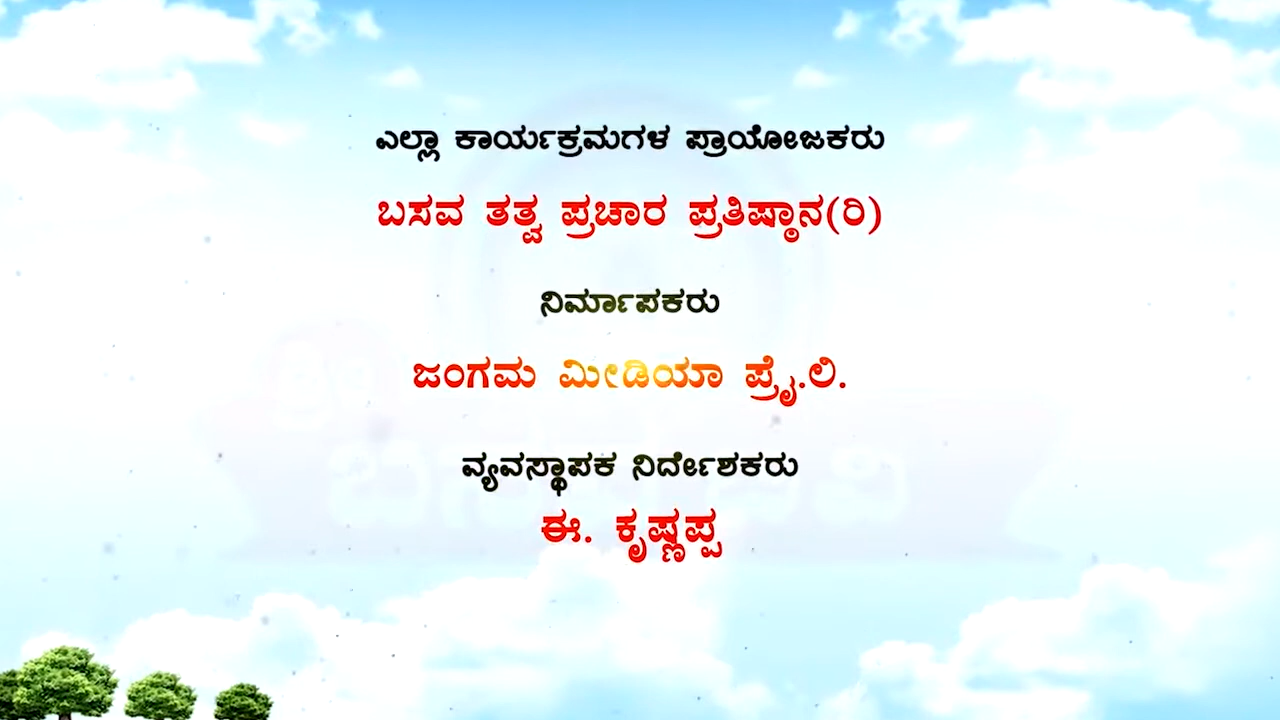 ಎಲ್ಲಾ ಕಾರ್ಯಕ್ರಮಗಳ ಪ್ರಾಯೋಜಕರು
ಬಸವ ತತ್ವ ಪ್ರಚಾರ ಪ್ರತಿಷ್ಠಾನ(ರಿ)
ನಿರ್ಮಾಪಕರು
ಜಂಗಮ ಮೀಡಿಯಾ ಪ್ರೈ.ಲಿ.
ವ್ಯವಸ್ಥಾಪಕ ನಿರ್ದೇಶಕರು
ಈ. ಕೃಷ್ಣಪ್ಪ